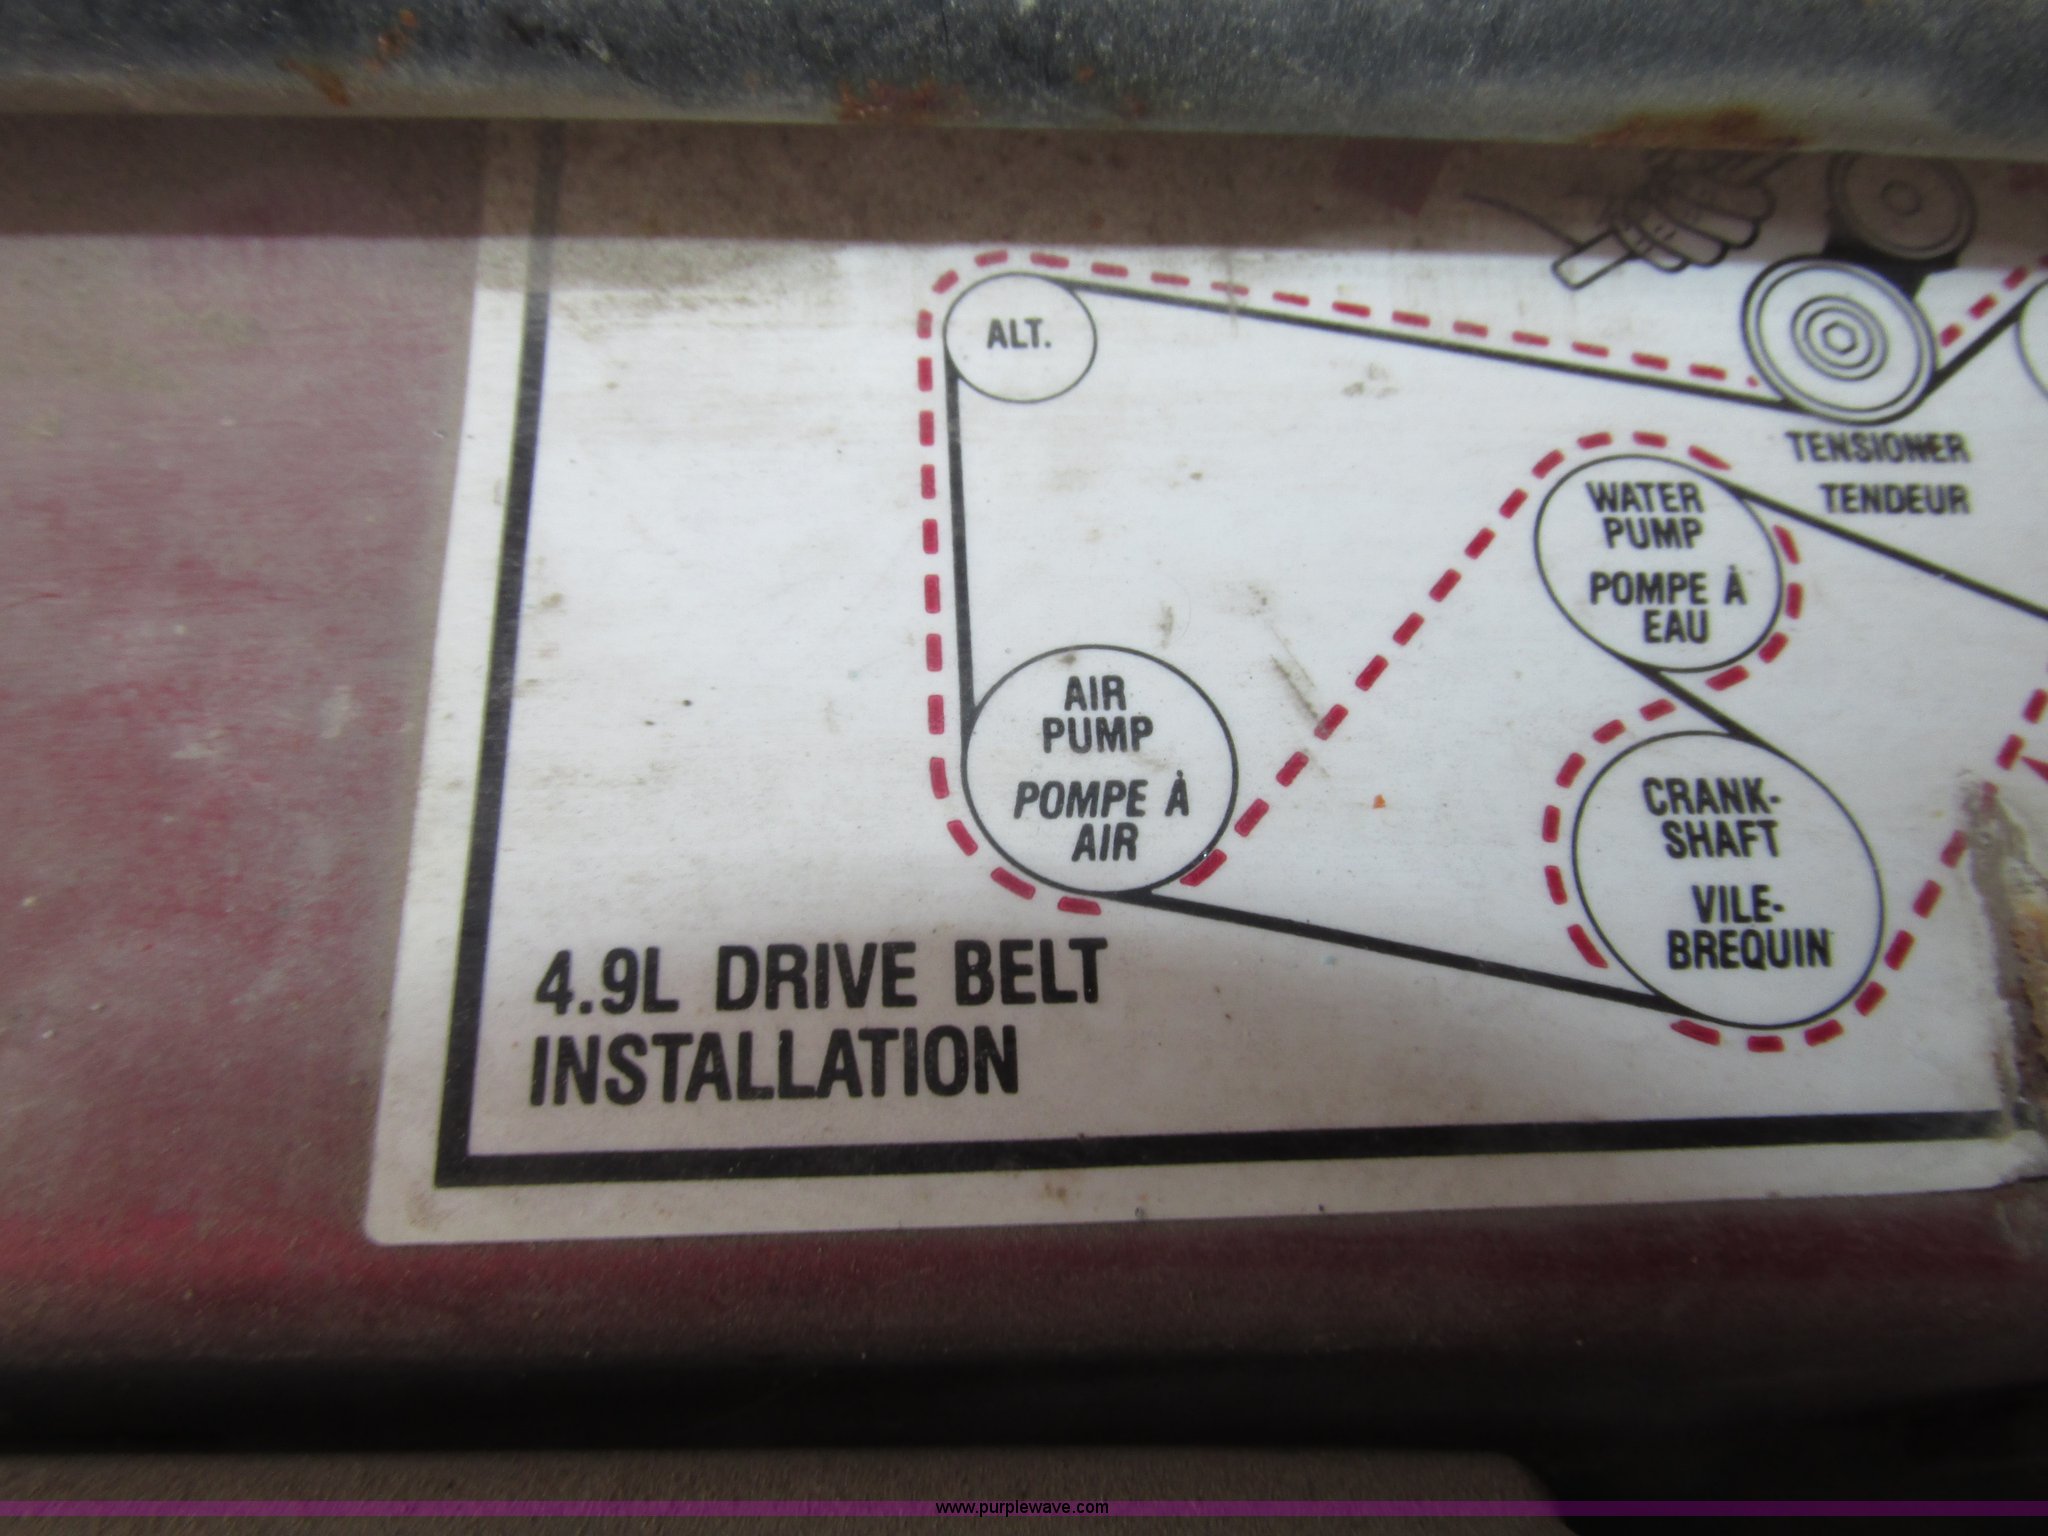 ALT.
TENSIONER
TENDEUR
WATER
PUMP
POMPE À
EAU
AIR
PUMP
POMPE À
AIR
CRANK-
SHAFT
VILE-
BREQUIN
4.9L DRIVE BELT
INSTALLATION
www.purplewave.com